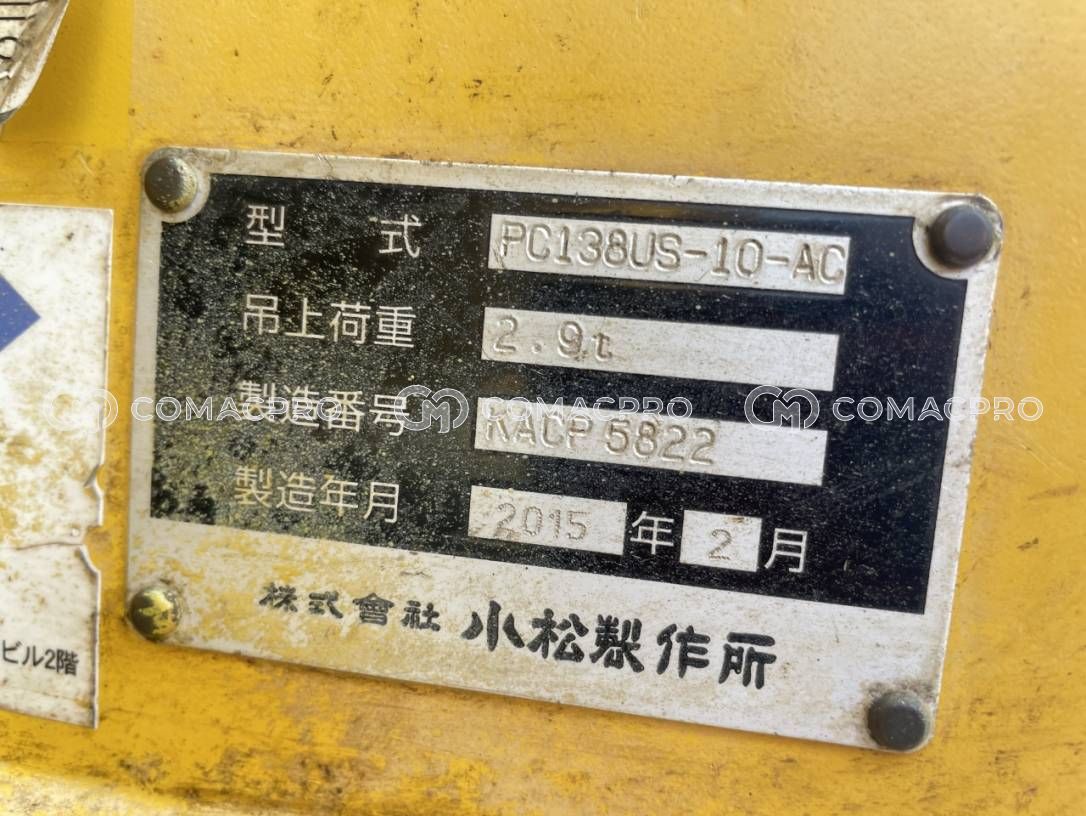 型 式 PC138US-10-AC
吊上荷重 2.9t
製造番号 KACP 5822
製造年月 2015 年 2 月
株式會社 小松製作所
ビル2階
COMACPRO COMACPRO COMACPRO